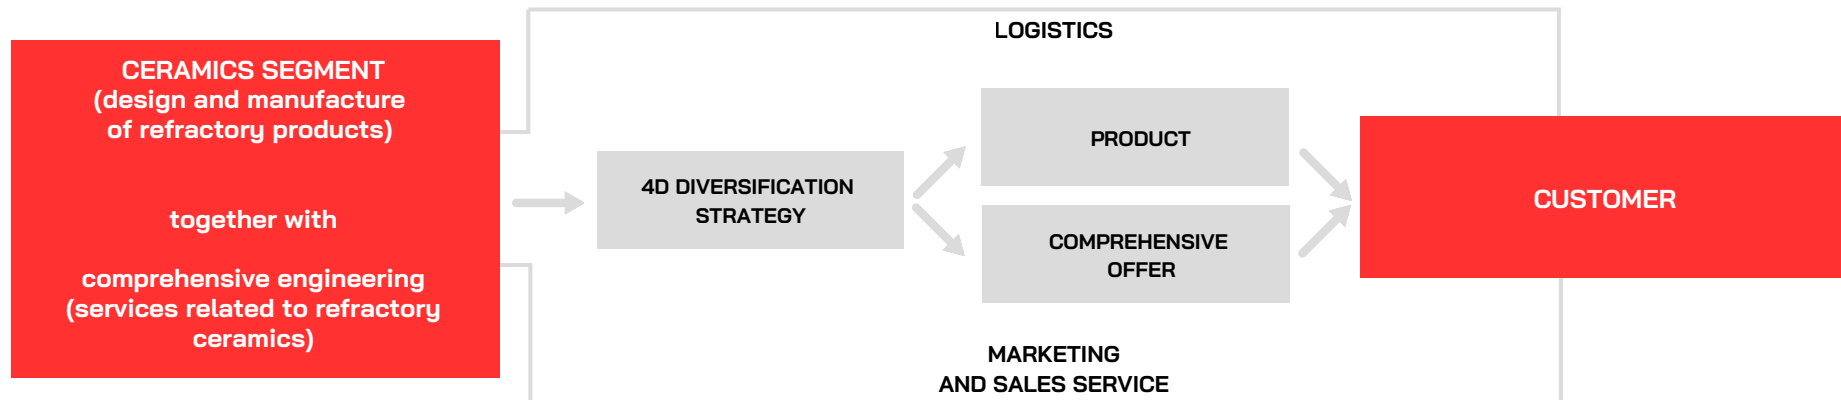 CERAMICS SEGMENT
(design and manufacture
of refractory products)
together with
comprehensive engineering
(services related to refractory
ceramics)
LOGISTICS
4D DIVERSIFICATION
STRATEGY
PRODUCT
COMPREHENSIVE
OFFER
MARKETING
AND SALES SERVICE
CUSTOMER